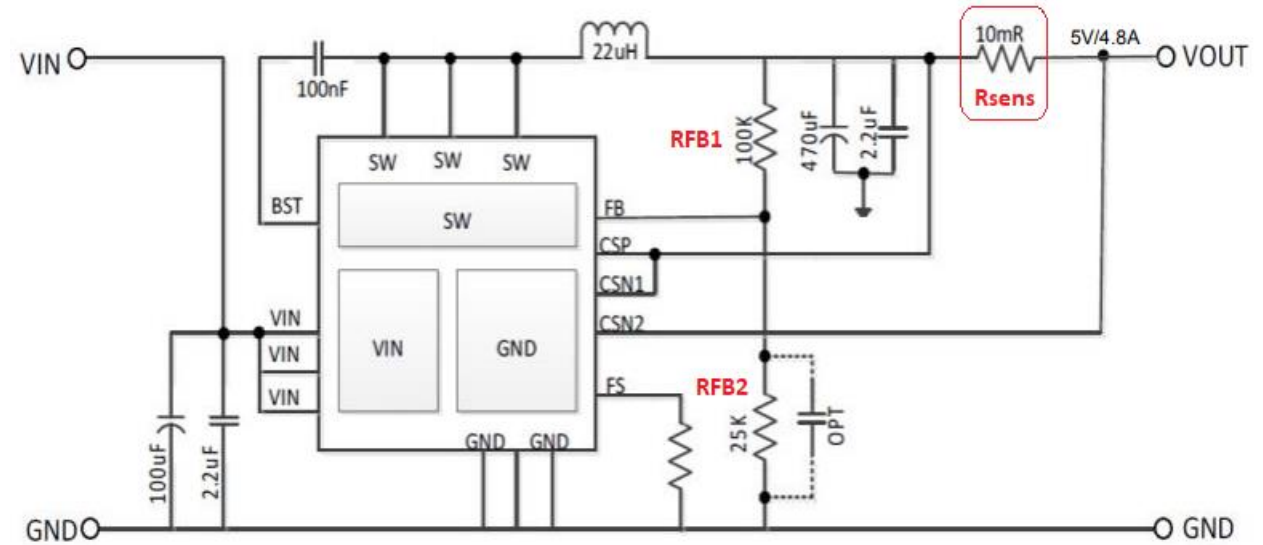 VIN
100nF
22uH
10mR
Rsens
5V/4.8A
VOUT
SW
SW
SW
RFB1
100K
470uF
2.2uF
BST
SW
FB
CSP
CSN1
CSN2
VIN
VIN
VIN
VIN
GND
FS
RFB2
25K
OPT
GND
GND
100uF
2.2uF
GND
GND